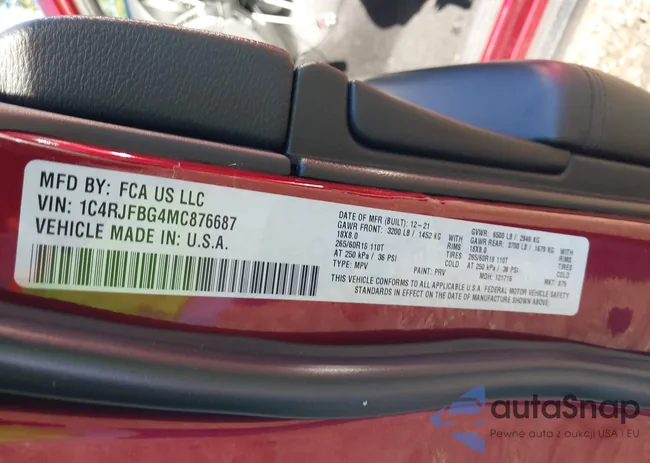 MFD BY: FCA US LLC
VIN: 1C4RJFBG4MC876687
VEHICLE MADE IN: U.S.A.
DATE OF MFR (BUILT): 12-21
GAWR FRONT: 3200 LB / 1452 KG WITH
18X8.0 RIMS
265/60R18 110T TIRES
AT 250 kPa / 36 PSI COLD
TYPE: MPV PAINT: PRV
GVWR: 6500 LB / 2949 KG
GAWR REAR: 3700 LB / 1679 KG WITH
18X8.0 RIMS
265/60R18 110T TIRES
AT 250 kPa / 36 PSI COLD
MDH: 121719
THIS VEHICLE CONFORMS TO ALL APPLICABLE U.S.A. FEDERAL MOTOR VEHICLE SAFETY
STANDARDS IN EFFECT ON THE DATE OF MANUFACTURE SHOWN ABOVE.
autaSnap
Pewne auta z aukcji USA i EU